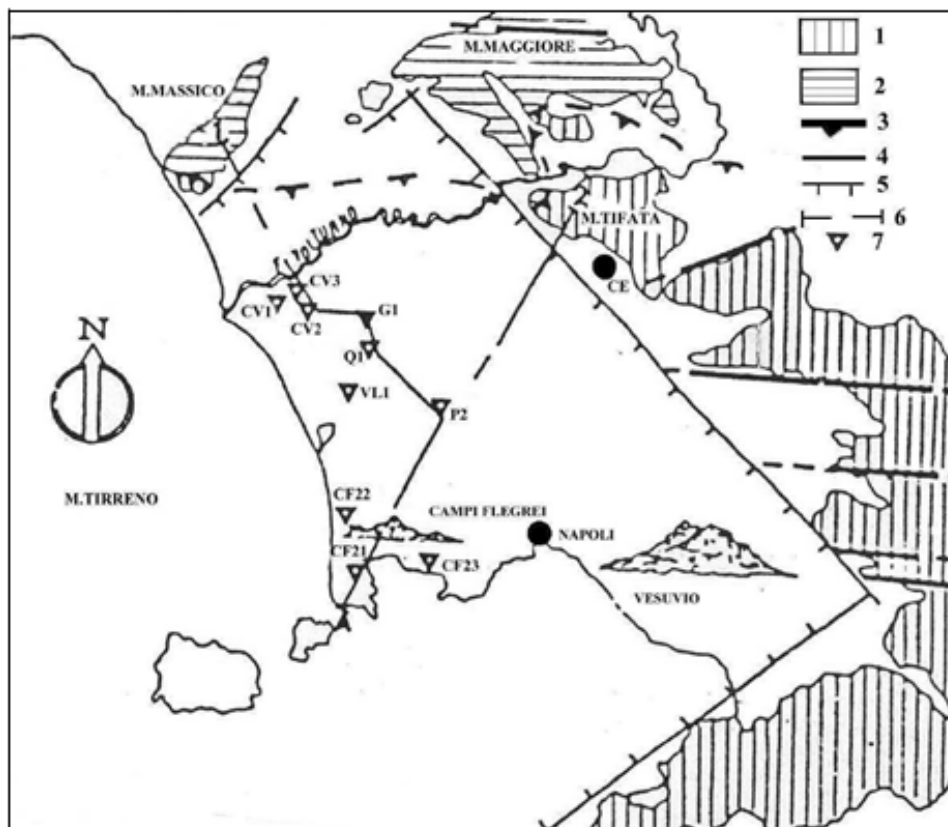 M.MAGGIORE
M.MASSICO
1
2
3
4
5
6
7
M.TIFATA
CE
CV3
CV1
CV2
G1
Q1
VL1
P2
N
M.TIRRENO
CF22
CAMPI FLEGREI
NAPOLI
CF21
CF23
VESUVIO